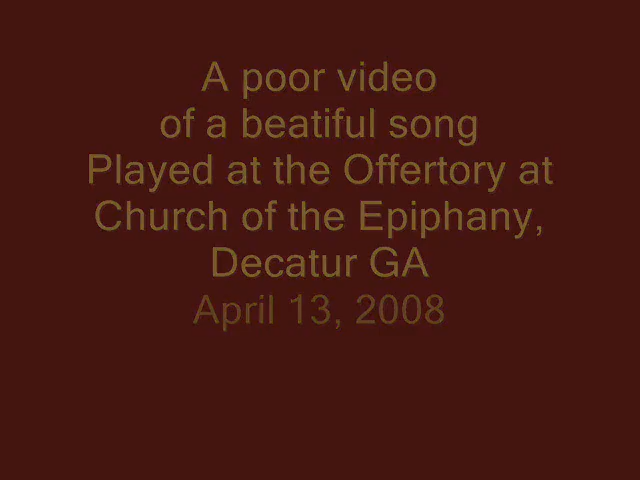 A poor video
of a beatiful song
Played at the Offertory at
Church of the Epiphany,
Decatur GA
April 13, 2008